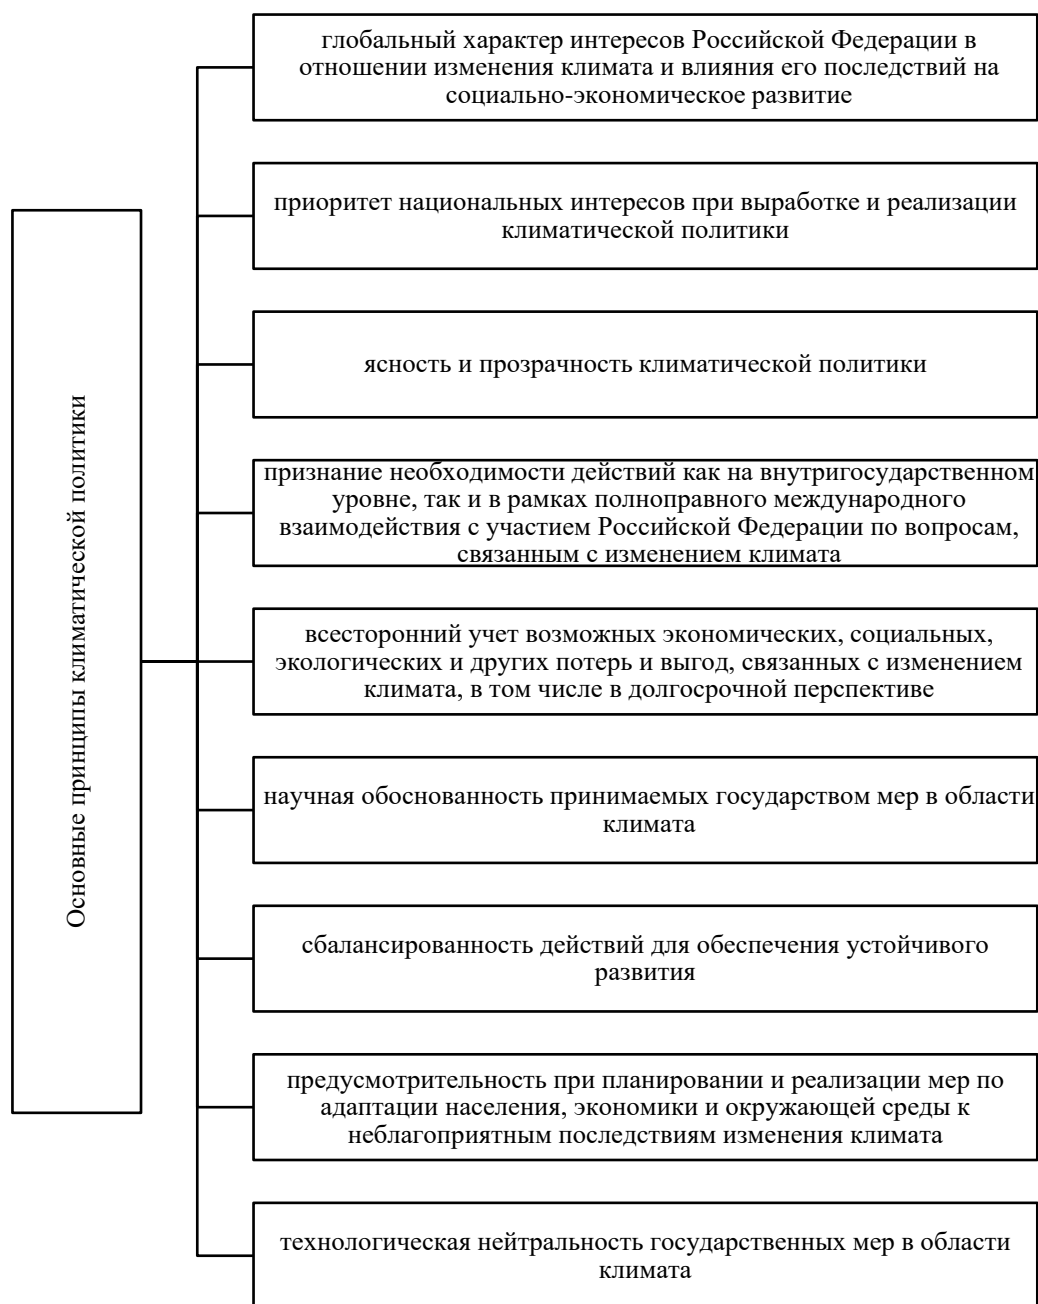 Основные принципы климатической политики
глобальный характер интересов Российской Федерации в
отношении изменения климата и влияния его последствий на
социально-экономическое развитие
приоритет национальных интересов при выработке и реализации
климатической политики
ясность и прозрачность климатической политики
признание необходимости действий как на внутригосударственном
уровне, так и в рамках полноправного международного
взаимодействия с участием Российской Федерации по вопросам,
связанным с изменением климата
всесторонний учет возможных экономических, социальных,
экологических и других потерь и выгод, связанных с изменением
климата, в том числе в долгосрочной перспективе
научная обоснованность принимаемых государством мер в области
климата
сбалансированность действий для обеспечения устойчивого
развития
предусмотрительность при планировании и реализации мер по
адаптации населения, экономики и окружающей среды к
неблагоприятным последствиям изменения климата
технологическая нейтральность государственных мер в области
климата